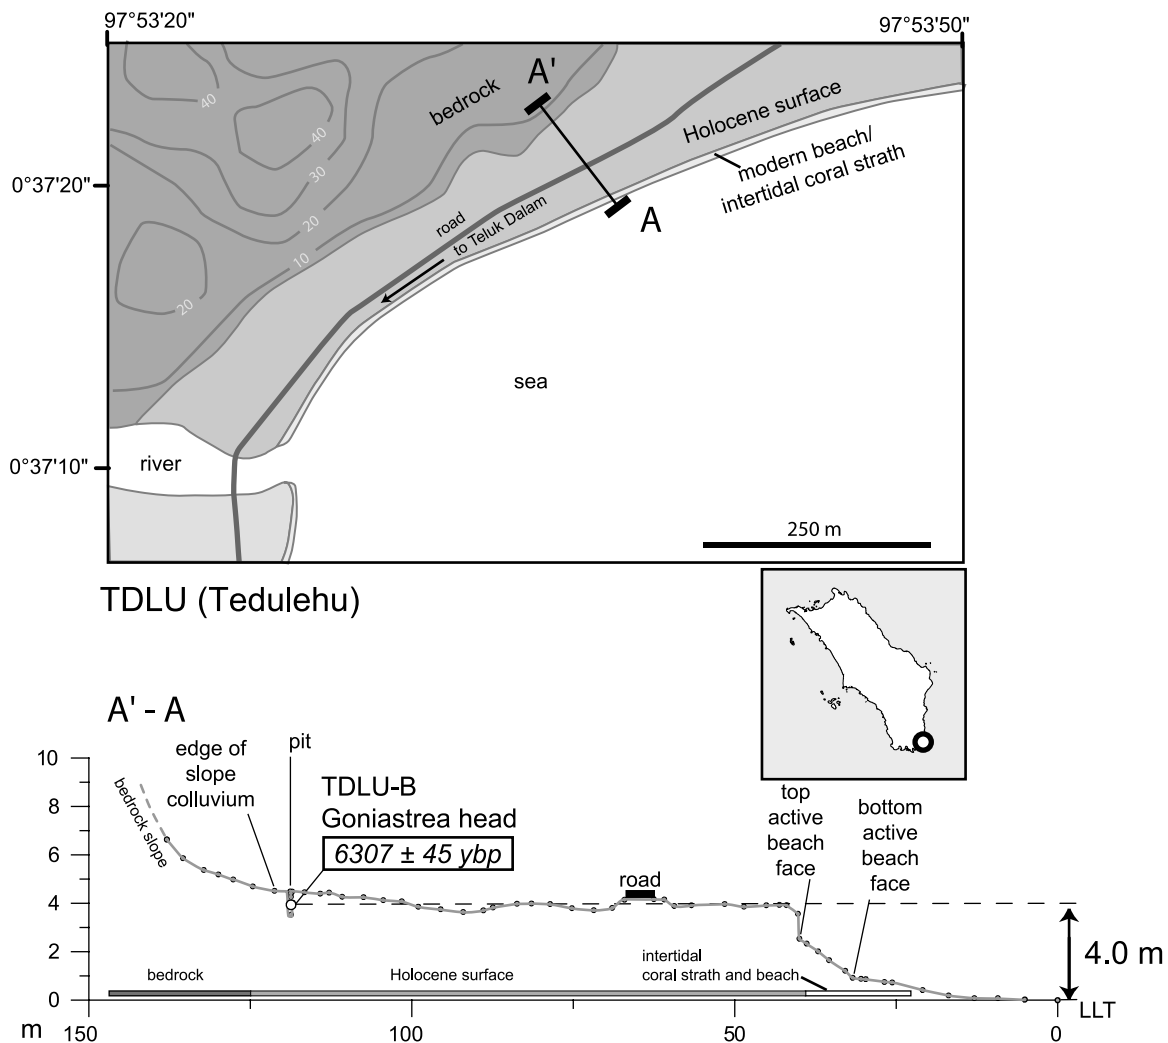 97°53'20"
97°53'50"
A'
bedrock
40
40
Holocene surface
modern beach/
intertidal coral strath
30
0°37'20"
20
road
to Teluk Dalam
A
10
20
sea
0°37'10"
river
250 m
TDLU (Tedulehu)
A' - A
edge of
slope
colluvium
pit
10
8
6
4
2
0
m
bedrock slope
TDLU-B
Goniastrea head
6307 ± 45 ybp
road
top
active
beach
face
bottom
active
beach
face
4.0 m
bedrock
Holocene surface
intertidal
coral strath and beach
LLT
150
100
50
0